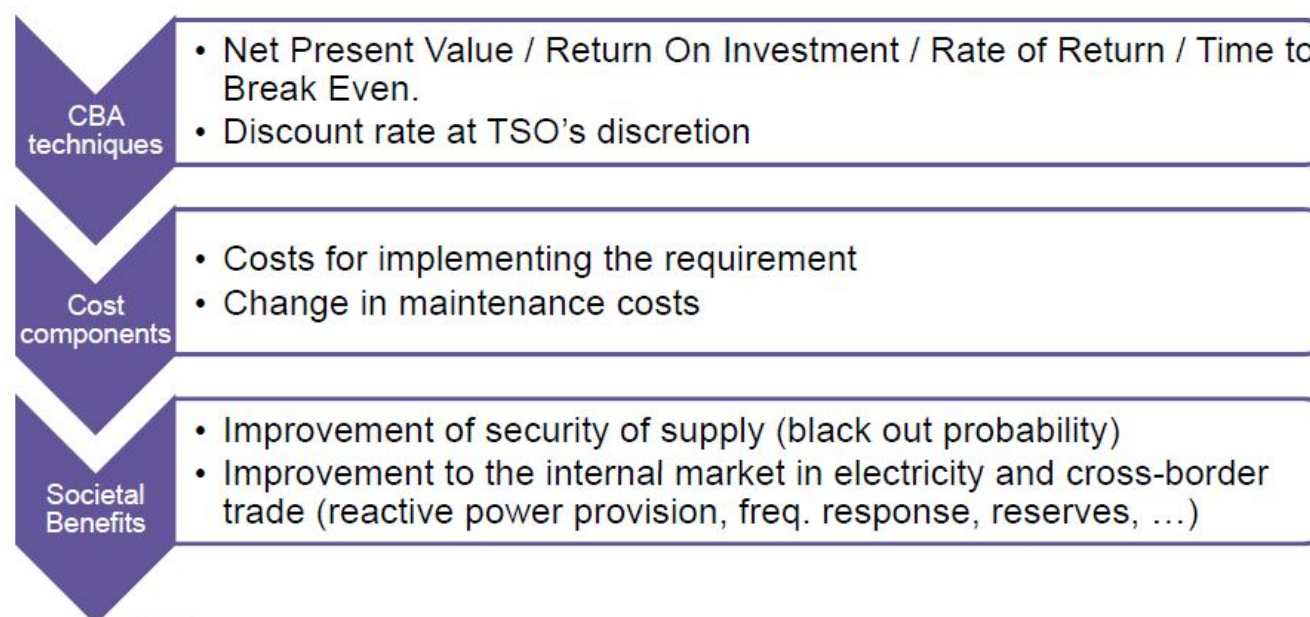 CBA
techniques
• Net Present Value / Return On Investment / Rate of Return / Time to
Break Even.
• Discount rate at TSO's discretion
Cost
components
• Costs for implementing the requirement
• Change in maintenance costs
Societal
Benefits
• Improvement of security of supply (black out probability)
• Improvement to the internal market in electricity and cross-border
trade (reactive power provision, freq. response, reserves, …)